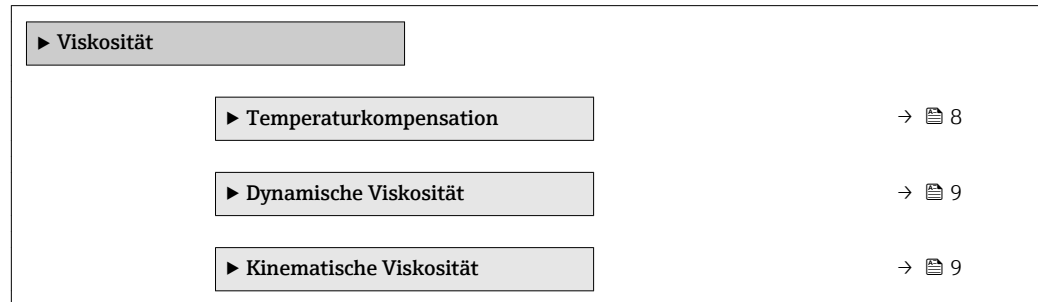 ▶ Viskosität
▶ Temperaturkompensation → 8
▶ Dynamische Viskosität → 9
▶ Kinematische Viskosität → 9